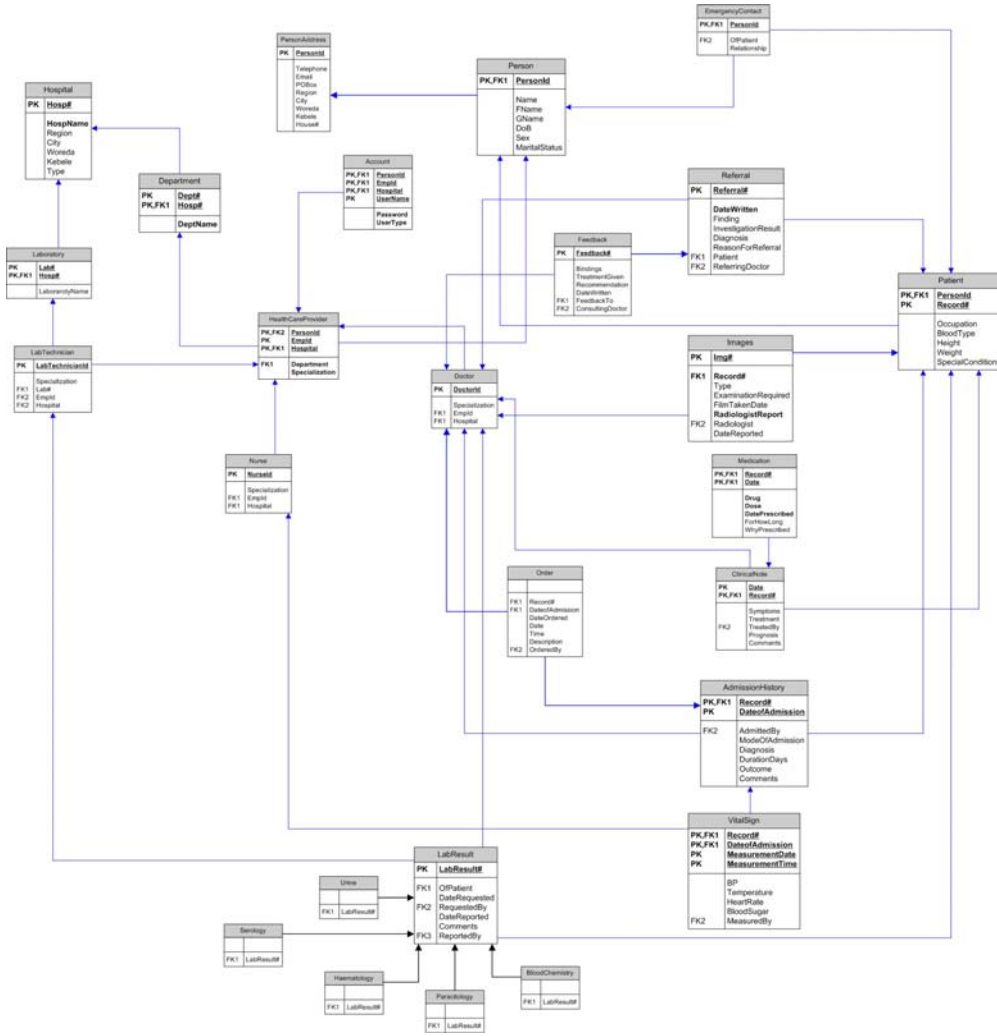 EmergencyContact
PK,FK1 PersonId
FK2 OfPatient
Relationship
PersonAddress
PK PersonId
Telephone
Email
POBox
Region
City
Woreda
Kebele
House#
Person
PK,FK1 PersonId
Name
FName
GName
DoB
Sex
MaritalStatus
Hospital
PK Hosp#
HospName
Region
City
Woreda
Kebele
Type
Account
PK,FK1 PersonId
PK,FK1 EmpId
PK,FK1 Hospital
PK UserName
Password
UserType
Department
PK Dept#
PK,FK1 Hosp#
DeptName
Referral
PK Referral#
DateWritten
Finding
InvestigationResult
Diagnosis
ReasonForReferral
FK1 Patient
FK2 ReferringDoctor
Feedback
PK Feedback#
Bindings
TreatmentGiven
Recommendation
DateWritten
FK1 FeedbackTo
FK2 ConsultingDoctor
Laboratory
PK Lab#
PK,FK1 Hosp#
LaborarotyName
Patient
PK,FK1 PersonId
PK Record#
Occupation
BloodType
Height
Weight
SpecialCondition
HealthCareProvider
PK,FK2 PersonId
PK EmpId
PK,FK1 Hospital
FK1 Department
Specialization
Images
PK Img#
FK1 Record#
Type
ExaminationRequired
FilmTakenDate
RadiologistReport
FK2 Radiologist
DateReported
LabTechnician
PK LabTechnicianId
Specialization
FK1 Lab#
FK2 EmpId
FK2 Hospital
Doctor
PK DoctorId
Specialization
FK1 EmpId
FK1 Hospital
Nurse
PK NurseId
Specialization
FK1 EmpId
FK1 Hospital
Medication
PK,FK1 Record#
PK,FK1 Date
Drug
Dose
DatePrescribed
ForHowLong
WhyPrescribed
Order
FK1 Record#
FK1 DateofAdmission
DateOrdered
Date
Time
Description
FK2 OrderedBy
ClinicalNote
PK Date
PK,FK1 Record#
Symptoms
Treatment
FK2 TreatedBy
Prognosis
Comments
AdmissionHistory
PK,FK1 Record#
PK DateofAdmission
FK2 AdmittedBy
ModeOfAdmission
Diagnosis
DurationDays
Outcome
Comments
VitalSign
PK,FK1 Record#
PK,FK1 DateofAdmission
PK MeasurementDate
PK MeasurementTime
BP
Temperature
HeartRate
BloodSugar
FK2 MeasuredBy
LabResult
PK LabResult#
FK1 OfPatient
DateRequested
FK2 RequestedBy
DateReported
Comments
FK3 ReportedBy
Urine
FK1 LabResult#
Serology
FK1 LabResult#
Haematology
FK1 LabResult#
Parasitology
FK1 LabResult#
BloodChemistry
FK1 LabResult#